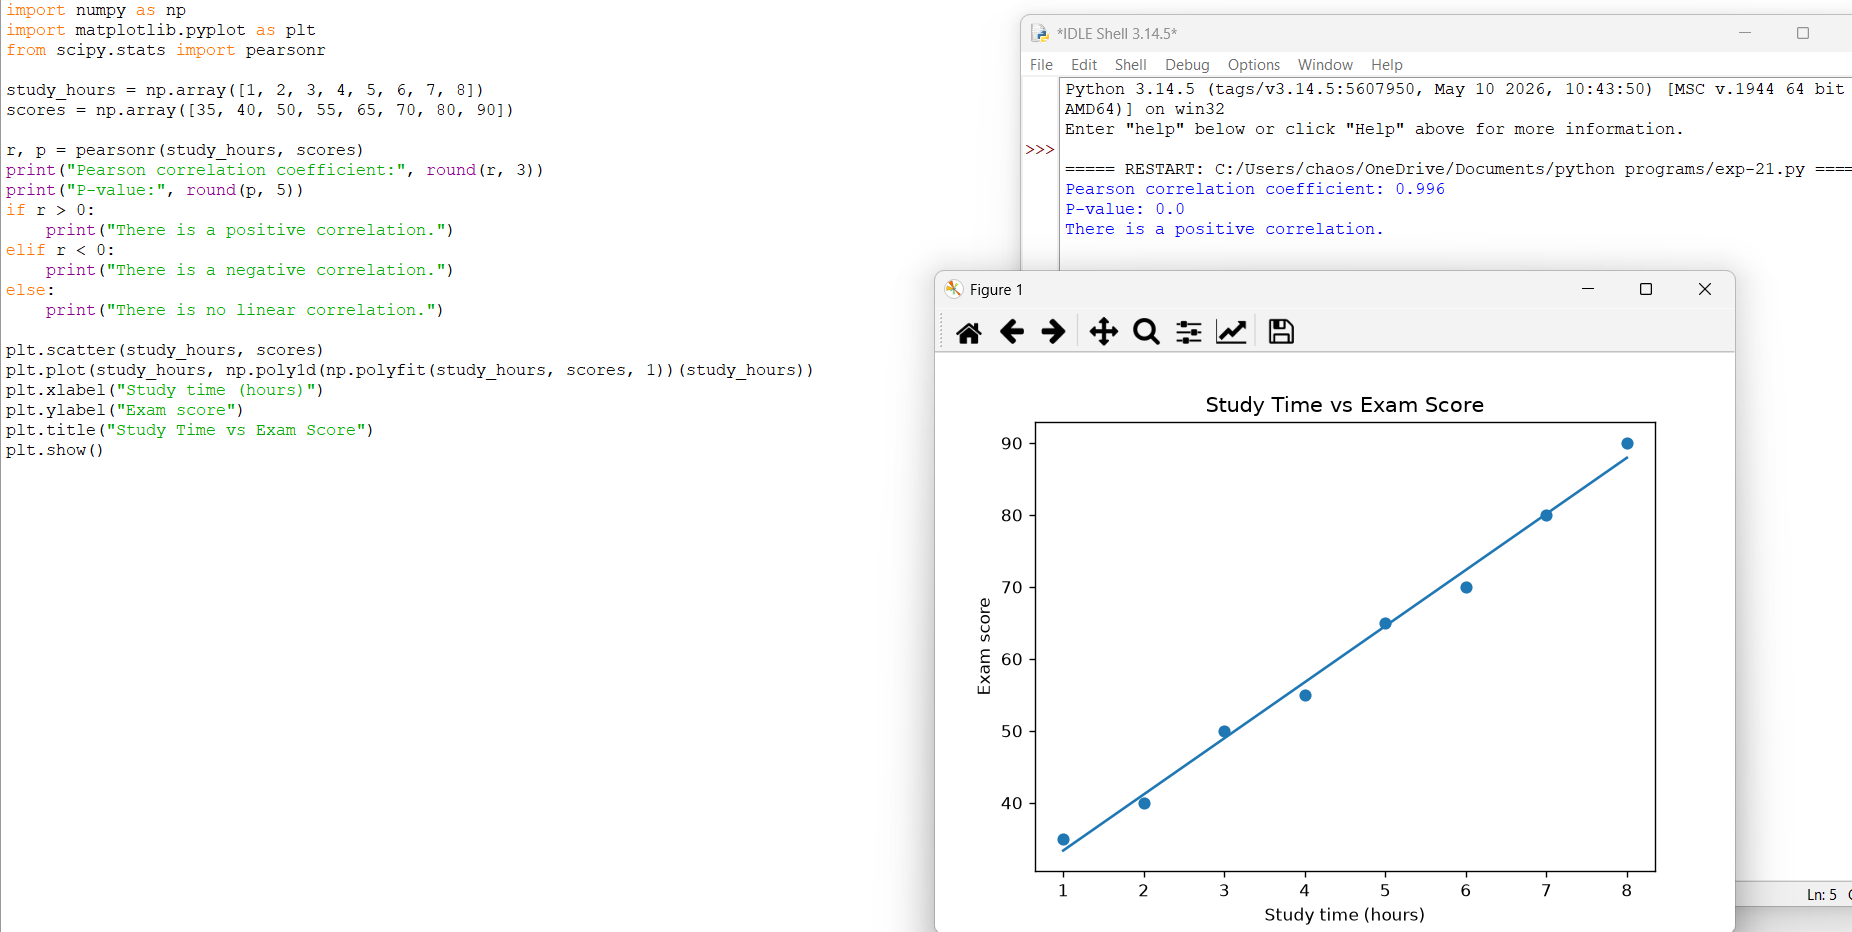 import numpy as np
import matplotlib.pyplot as plt
from scipy.stats import pearsonr

study_hours = np.array([1, 2, 3, 4, 5, 6, 7, 8])
scores = np.array([35, 40, 50, 55, 65, 70, 80, 90])

r, p = pearsonr(study_hours, scores)
print("Pearson correlation coefficient:", round(r, 3))
print("P-value:", round(p, 5))
if r > 0:
    print("There is a positive correlation.")
elif r < 0:
    print("There is a negative correlation.")
else:
    print("There is no linear correlation.")

plt.scatter(study_hours, scores)
plt.plot(study_hours, np.poly1d(np.polyfit(study_hours, scores, 1))(study_hours))
plt.xlabel("Study time (hours)")
plt.ylabel("Exam score")
plt.title("Study Time vs Exam Score")
plt.show()
*IDLE Shell 3.14.5*
File Edit Shell Debug Options Window Help
Python 3.14.5 (tags/v3.14.5:5607950, May 10 2026, 10:43:50) [MSC v.1944 64 bit
AMD64)] on win32
Enter "help" below or click "Help" above for more information.
>>>
===== RESTART: C:/Users/chaos/OneDrive/Documents/python programs/exp-21.py ====
Pearson correlation coefficient: 0.996
P-value: 0.0
There is a positive correlation.
Figure 1
Study Time vs Exam Score
90
80
70
60
50
40
Exam score
1 2 3 4 5 6 7 8
Study time (hours)
Ln: 5